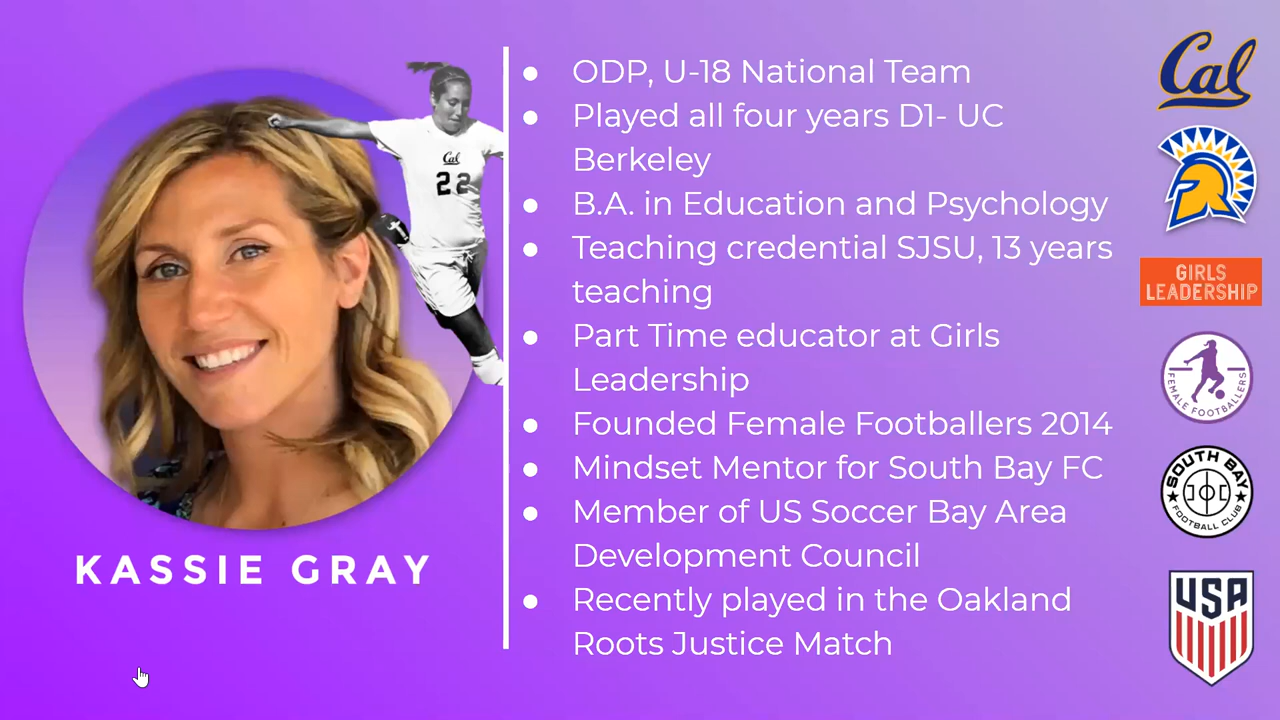 Cal
22
KASSIE GRAY
● ODP, U-18 National Team
● Played all four years D1- UC
Berkeley
● B.A. in Education and Psychology
● Teaching credential SJSU, 13 years
teaching
● Part Time educator at Girls
Leadership
● Founded Female Footballers 2014
● Mindset Mentor for South Bay FC
● Member of US Soccer Bay Area
Development Council
● Recently played in the Oakland
Roots Justice Match
Cal
GIRLS
LEADERSHIP
FEMALE FOOTBALLERS
SOUTH BAY
FOOTBALL CLUB
USA